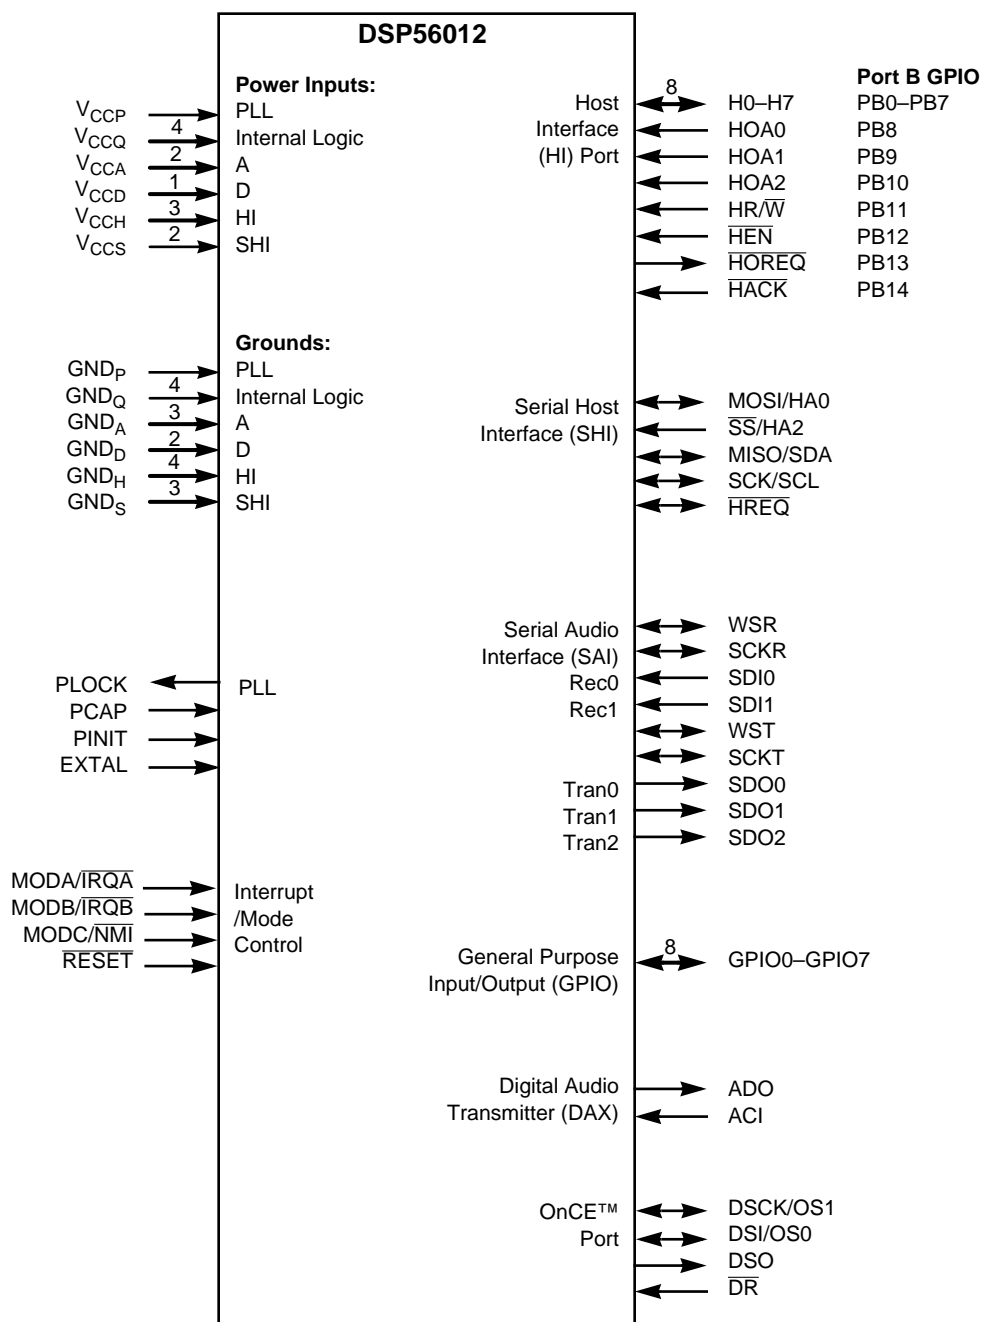 DSP56012
Power Inputs:
VCCP PLL
VCCQ 4 Internal Logic
VCCA 2 A
VCCD 1 D
VCCH 3 HI
VCCS 2 SHI
Grounds:
GNDP PLL
GNDQ 4 Internal Logic
GNDA 3 A
GNDD 2 D
GNDH 4 HI
GNDS 3 SHI
PLOCK PLL
PCAP
PINIT
EXTAL
MODA/IRQA Interrupt
MODB/IRQB /Mode
MODC/NMI Control
RESET
Port B GPIO
Host 8 H0–H7 PB0–PB7
Interface HOA0 PB8
(HI) Port HOA1 PB9
HOA2 PB10
HR/W PB11
HEN PB12
HOREQ PB13
HACK PB14
Serial Host MOSI/HA0
Interface (SHI) SS/HA2
MISO/SDA
SCK/SCL
HREQ
Serial Audio WSR
Interface (SAI) SCKR
Rec0 SDI0
Rec1 SDI1
WST
SCKT
Tran0 SDO0
Tran1 SDO1
Tran2 SDO2
General Purpose 8 GPIO0–GPIO7
Input/Output (GPIO)
Digital Audio ADO
Transmitter (DAX) ACI
OnCE™ DSCK/OS1
Port DSI/OS0
DSO
DR